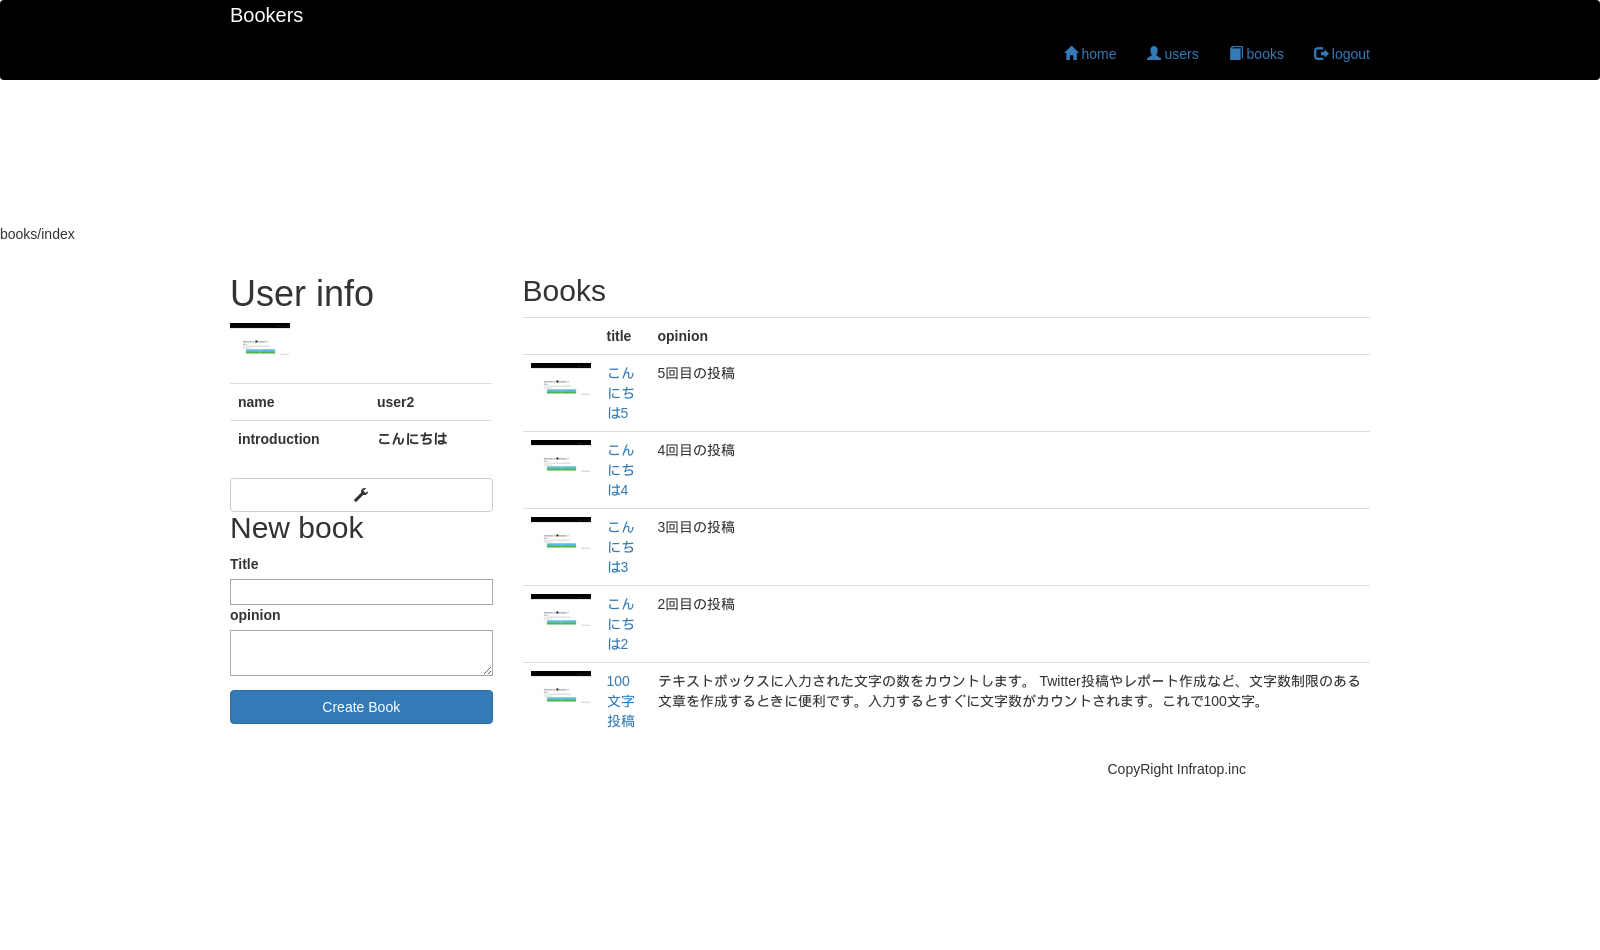 Bookers
home users books logout
books/index
User info
name user2
introduction こんにちは
New book
Title
opinion
Create Book
Books
title opinion
こん
にち
は5
5回目の投稿
こん
にち
は4
4回目の投稿
こん
にち
は3
3回目の投稿
こん
にち
は2
2回目の投稿
100
文字
投稿
テキストボックスに入力された文字の数をカウントします。 Twitter投稿やレポート作成など、文字数制限のある
文章を作成するときに便利です。入力するとすぐに文字数がカウントされます。これで100文字。
CopyRight Infratop.inc